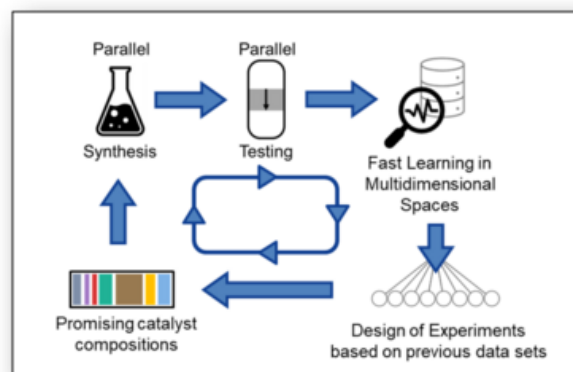 Parallel
Parallel
Synthesis
Testing
Fast Learning in
Multidimensional
Spaces
Promising catalyst
compositions
Design of Experiments
based on previous data sets